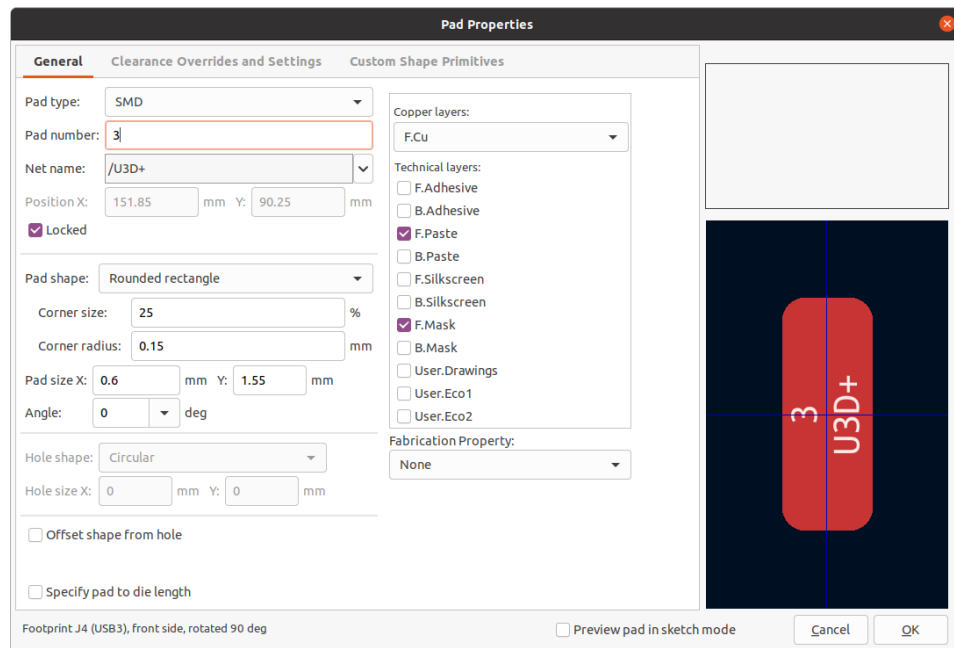 Pad Properties
General Clearance Overrides and Settings Custom Shape Primitives
Pad type: SMD
Pad number: 3
Net name: /U3D+
Position X: 151.85 mm Y: 90.25 mm
Locked
Pad shape: Rounded rectangle
Corner size: 25 %
Corner radius: 0.15 mm
Pad size X: 0.6 mm Y: 1.55 mm
Angle: 0 deg
Hole shape: Circular
Hole size X: 0 mm Y: 0 mm
Offset shape from hole
Specify pad to die length
Copper layers:
F.Cu
Technical layers:
F.Adhesive
B.Adhesive
F.Paste
B.Paste
F.Silkscreen
B.Silkscreen
F.Mask
B.Mask
User.Drawings
User.Eco1
User.Eco2
Fabrication Property:
None
3
U3D+
Footprint J4 (USB3), front side, rotated 90 deg
Preview pad in sketch mode
Cancel OK